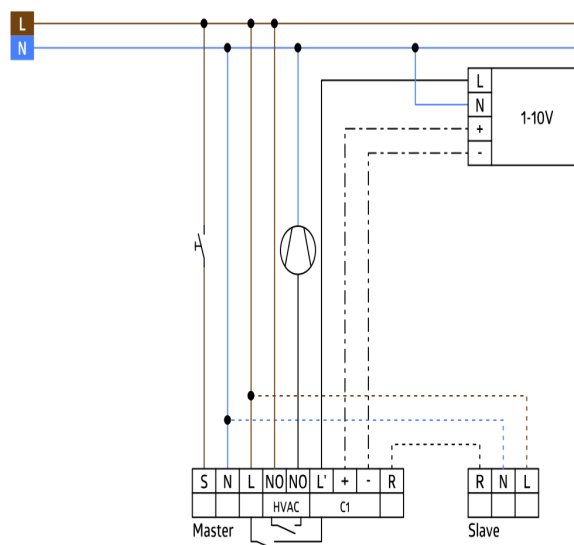 L
N
L
N
+
-
1-10V
S N L NO NO L' + - R
R N L
HVAC C1
Master
Slave